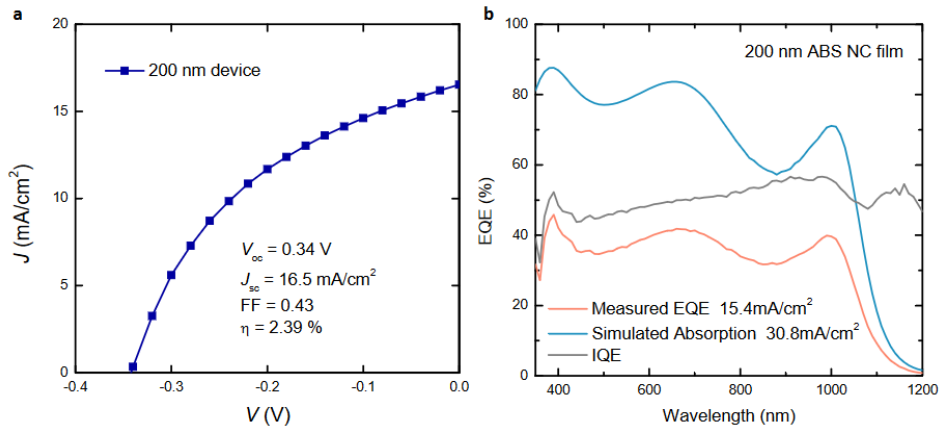 a
20
15
10
5
0
J (mA/cm²)
200 nm device
V_oc = 0.34 V
J_sc = 16.5 mA/cm²
FF = 0.43
η = 2.39 %
-0.4 -0.3 -0.2 -0.1 0.0
V (V)
b
100
80
60
40
20
0
EQE (%)
200 nm ABS NC film
Measured EQE 15.4mA/cm²
Simulated Absorption 30.8mA/cm²
IQE
400 600 800 1000 1200
Wavelength (nm)